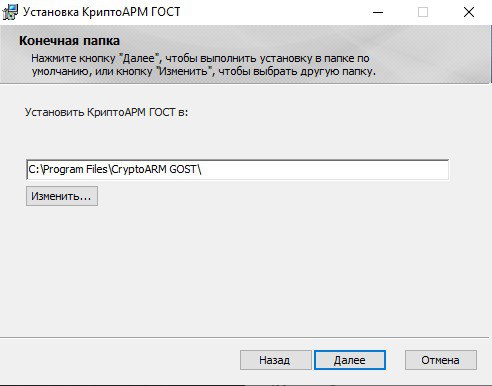 Установка КриптоАРМ ГОСТ
Конечная папка
Нажмите кнопку "Далее", чтобы выполнить установку в папке по
умолчанию, или кнопку "Изменить", чтобы выбрать другую папку.
Установить КриптоАРМ ГОСТ в:
C:\Program Files\CryptoARM GOST\
Изменить...
Назад
Далее
Отмена